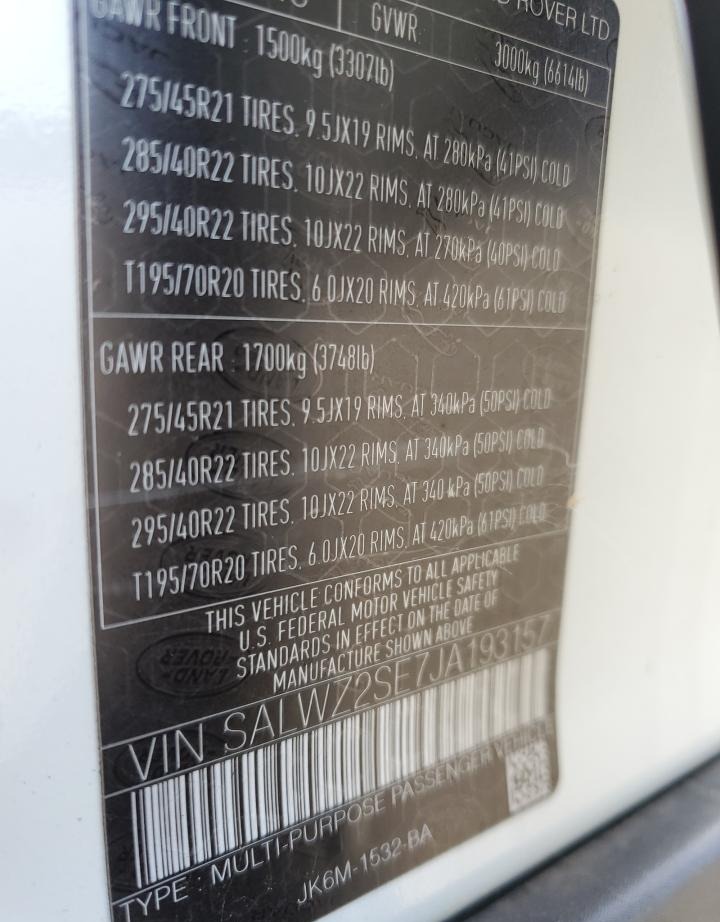 ROVER LTD
GVWR 3000kg (6614lb)
GAWR FRONT : 1500kg (3307lb)
275/45R21 TIRES, 9.5JX19 RIMS, AT 280kPa (41PSI) COLD
285/40R22 TIRES, 10JX22 RIMS, AT 280kPa (41PSI) COLD
295/40R22 TIRES, 10JX22 RIMS, AT 270kPa (40PSI) COLD
T195/70R20 TIRES, 6.0JX20 RIMS, AT 420kPa (61PSI) COLD
GAWR REAR : 1700kg (3748lb)
275/45R21 TIRES, 9.5JX19 RIMS, AT 340kPa (50PSI) COLD
285/40R22 TIRES, 10JX22 RIMS, AT 340kPa (50PSI) COLD
295/40R22 TIRES, 10JX22 RIMS, AT 340 kPa (50PSI) COLD
T195/70R20 TIRES, 6.0JX20 RIMS, AT 420kPa (61PSI) COLD
THIS VEHICLE CONFORMS TO ALL APPLICABLE
U.S. FEDERAL MOTOR VEHICLE SAFETY
STANDARDS IN EFFECT ON THE DATE OF
MANUFACTURE SHOWN ABOVE
LAND-
ROVER
VIN SALWZ2SE7JA193157
TYPE : MULTI-PURPOSE PASSENGER VEHICLE
JK6M-1532-BA